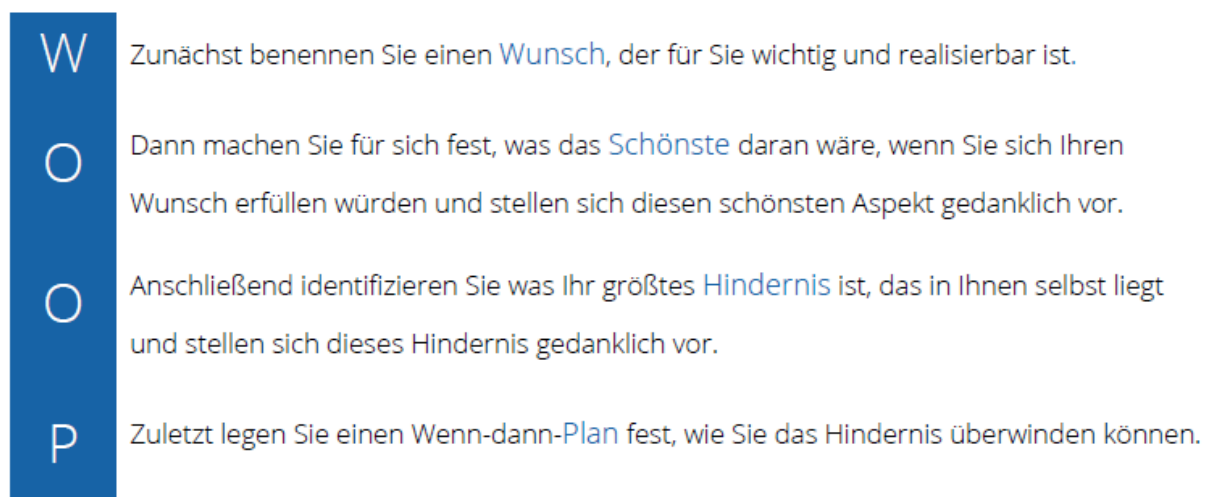 W
Zunächst benennen Sie einen Wunsch, der für Sie wichtig und realisierbar ist.
O
Dann machen Sie für sich fest, was das Schönste daran wäre, wenn Sie sich Ihren
Wunsch erfüllen würden und stellen sich diesen schönsten Aspekt gedanklich vor.
O
Anschließend identifizieren Sie was Ihr größtes Hindernis ist, das in Ihnen selbst liegt
und stellen sich dieses Hindernis gedanklich vor.
P
Zuletzt legen Sie einen Wenn-dann-Plan fest, wie Sie das Hindernis überwinden können.